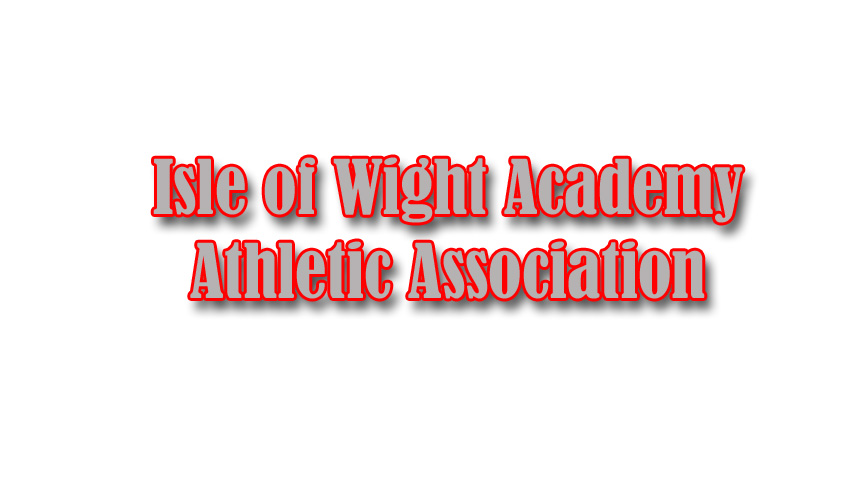 Isle of Wight Academy
Athletic Association